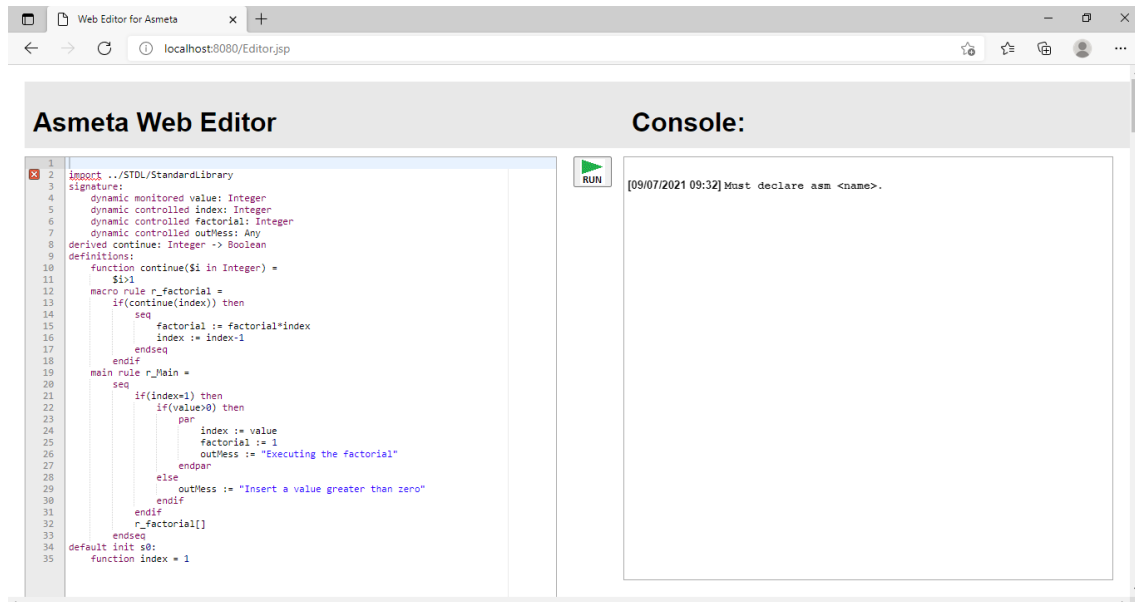 Web Editor for Asmeta
localhost:8080/Editor.jsp
Asmeta Web Editor
Console:
RUN
[09/07/2021 09:32] Must declare asm <name>.
1
2 import ../STDL/StandardLibrary
3 signature:
4 dynamic monitored value: Integer
5 dynamic controlled index: Integer
6 dynamic controlled factorial: Integer
7 dynamic controlled outMess: Any
8 derived continue: Integer -> Boolean
9 definitions:
10 function continue($i in Integer) =
11 $i>1
12 macro rule r_factorial =
13 if(continue(index)) then
14 seq
15 factorial := factorial*index
16 index := index-1
17 endseq
18 endif
19 main rule r_Main =
20 seq
21 if(index=1) then
22 if(value>0) then
23 par
24 index := value
25 factorial := 1
26 outMess := "Executing the factorial"
27 endpar
28 else
29 outMess := "Insert a value greater than zero"
30 endif
31 endif
32 r_factorial[]
33 endseq
34 default init s0:
35 function index = 1